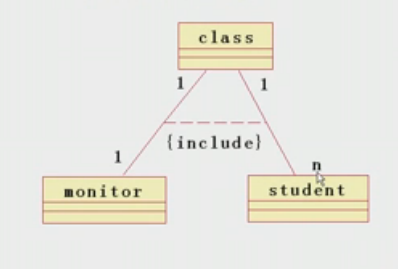 class
1 1
{include}
1 n
monitor student